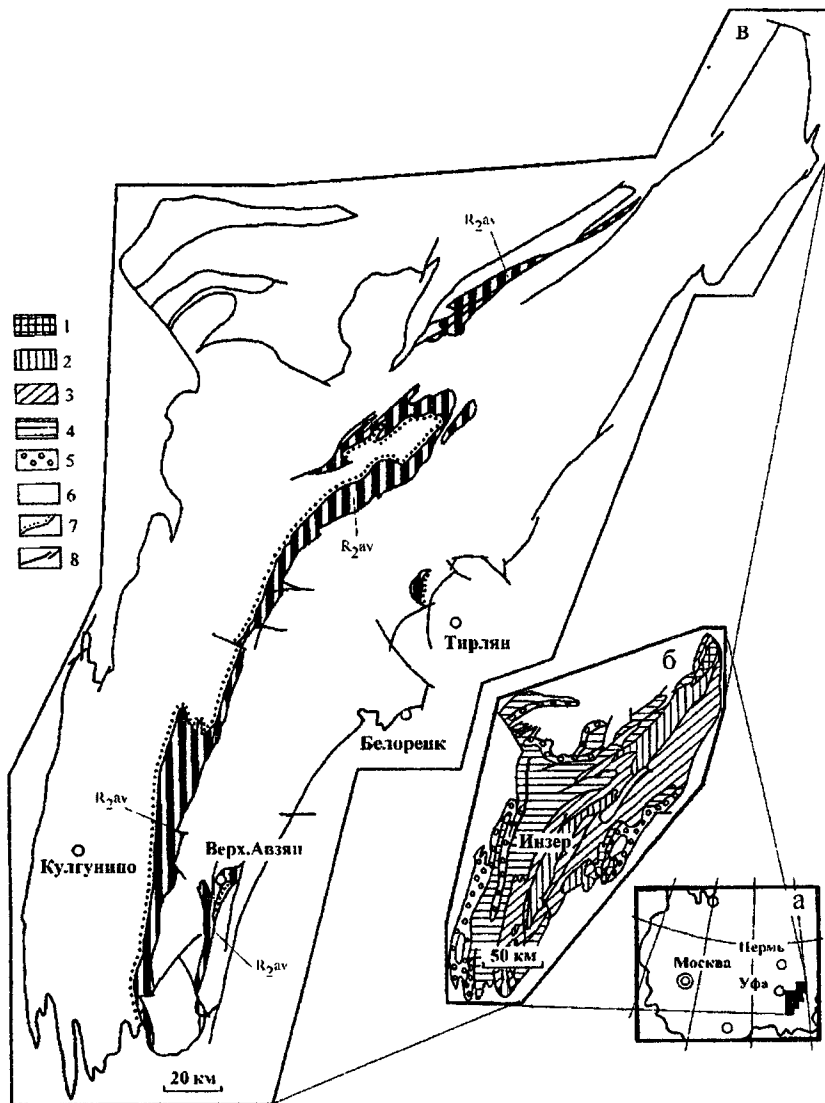 в
R₂av
1
2
3
4
5
6
7
8
R₂av
Тирлян
Белорецк
б
R₂av
Кулгунино
Верх.Авзян
Инзер
а
Пермь
Москва
Уфа
50 км
R₂av
20 км